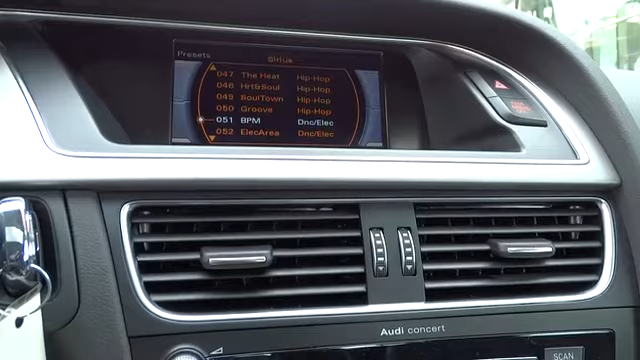 Presets
Sirius
047 The Heat Hip-Hop
048 Hrt&Soul Hip-Hop
049 SoulTown Hip-Hop
050 Groove Hip-Hop
051 BPM Dnc/Elec
052 ElecArea Dnc/Elec
Audi concert
SCAN